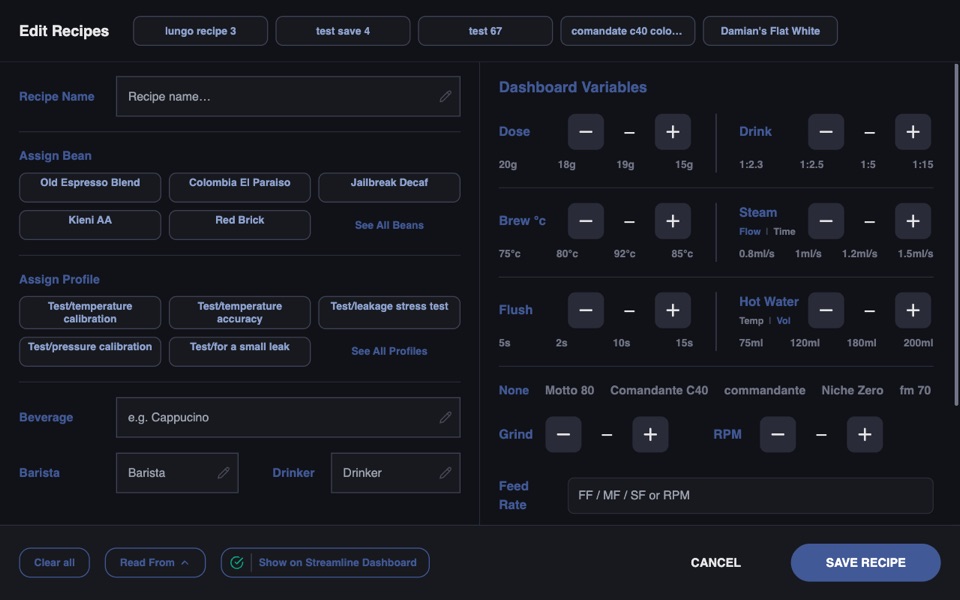 Edit Recipes
lungo recipe 3
test save 4
test 67
comandate c40 colo...
Damian's Flat White
Recipe Name
Recipe name...
Assign Bean
Old Espresso Blend
Colombia El Paraiso
Jailbreak Decaf
Kieni AA
Red Brick
See All Beans
Assign Profile
Test/temperature
calibration
Test/temperature
accuracy
Test/leakage stress test
Test/pressure calibration
Test/for a small leak
See All Profiles
Beverage
e.g. Cappucino
Barista
Barista
Drinker
Drinker
Dashboard Variables
Dose
− – +
20g 18g 19g 15g
Drink
− – +
1:2.3 1:2.5 1:5 1:15
Brew °c
− – +
75°c 80°c 92°c 85°c
Steam
Flow | Time
− – +
0.8ml/s 1ml/s 1.2ml/s 1.5ml/s
Flush
− – +
5s 2s 10s 15s
Hot Water
Temp | Vol
− – +
75ml 120ml 180ml 200ml
None Motto 80 Comandante C40 commandante Niche Zero fm 70
Grind − – +
RPM − – +
Feed
Rate
FF / MF / SF or RPM
Clear all
Read From
Show on Streamline Dashboard
CANCEL
SAVE RECIPE